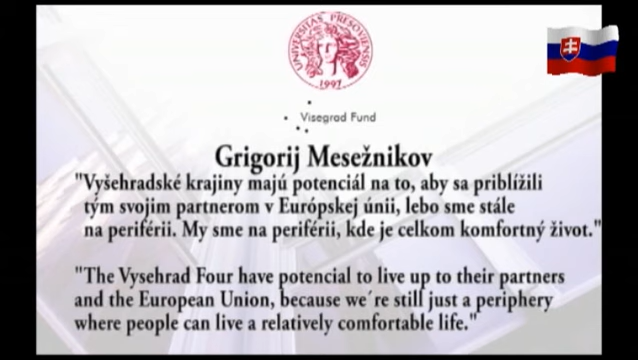 UNIVERSITAS PRESOVIENSIS
1997
Visegrad Fund
Grigorij Mesežnikov
"Vyšehradské krajiny majú potenciál na to, aby sa priblížili
tým svojim partnerom v Európskej únii, lebo sme stále
na periférii. My sme na periférii, kde je celkom komfortný život."
"The Vysehrad Four have potencial to live up to their partners
and the European Union, because we´re still just a periphery
where people can live a relatively comfortable life."